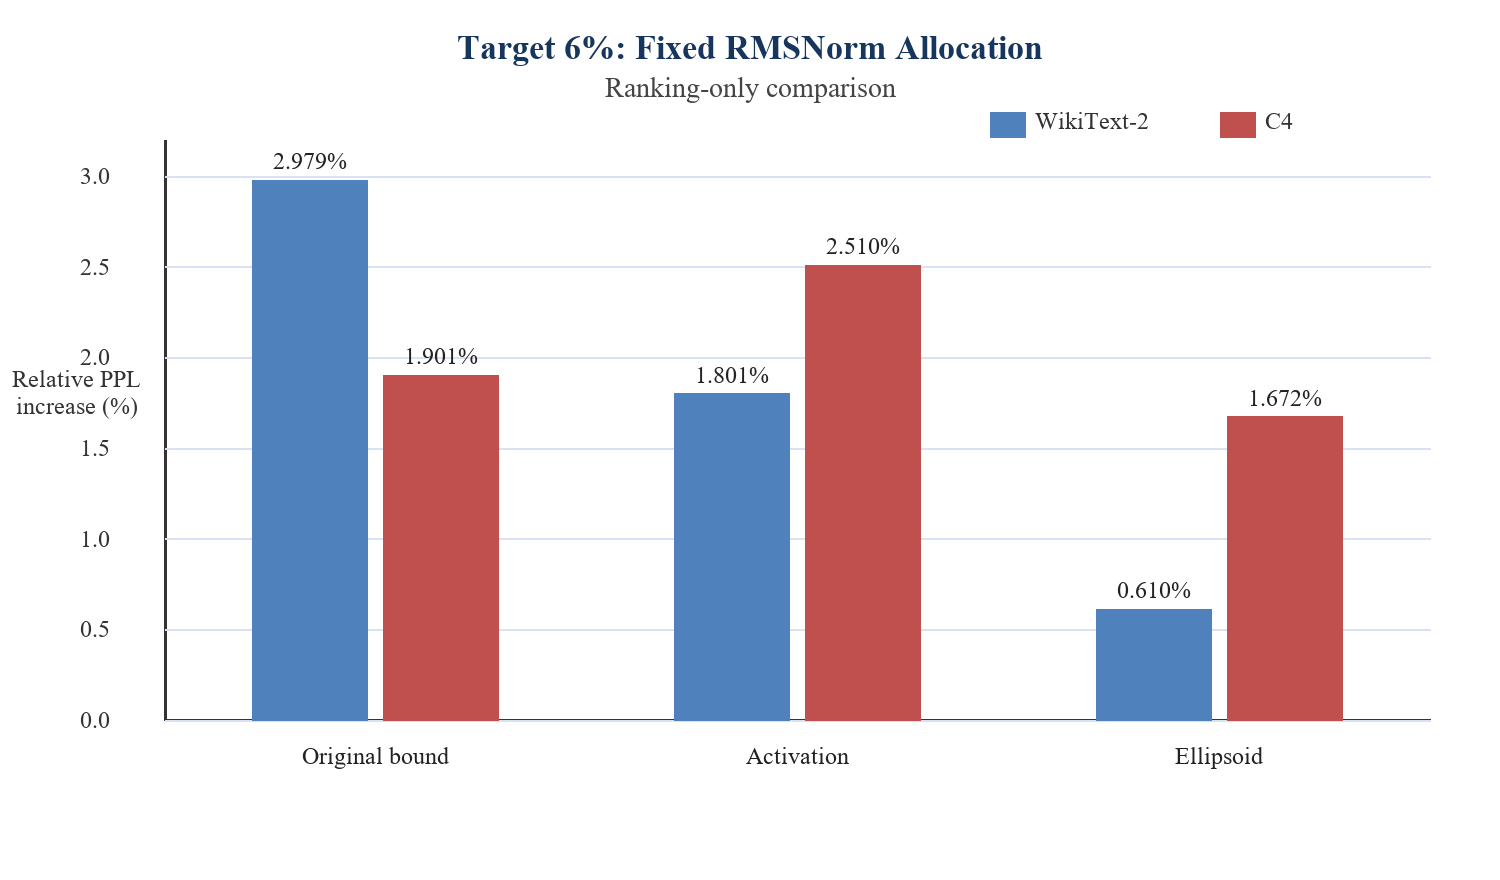 Target 6%: Fixed RMSNorm Allocation
Ranking-only comparison
WikiText-2
C4
2.979%
3.0
2.510%
2.5
2.0
1.901%
Relative PPL
increase (%)
1.801%
1.672%
1.5
1.0
0.610%
0.5
0.0
Original bound
Activation
Ellipsoid